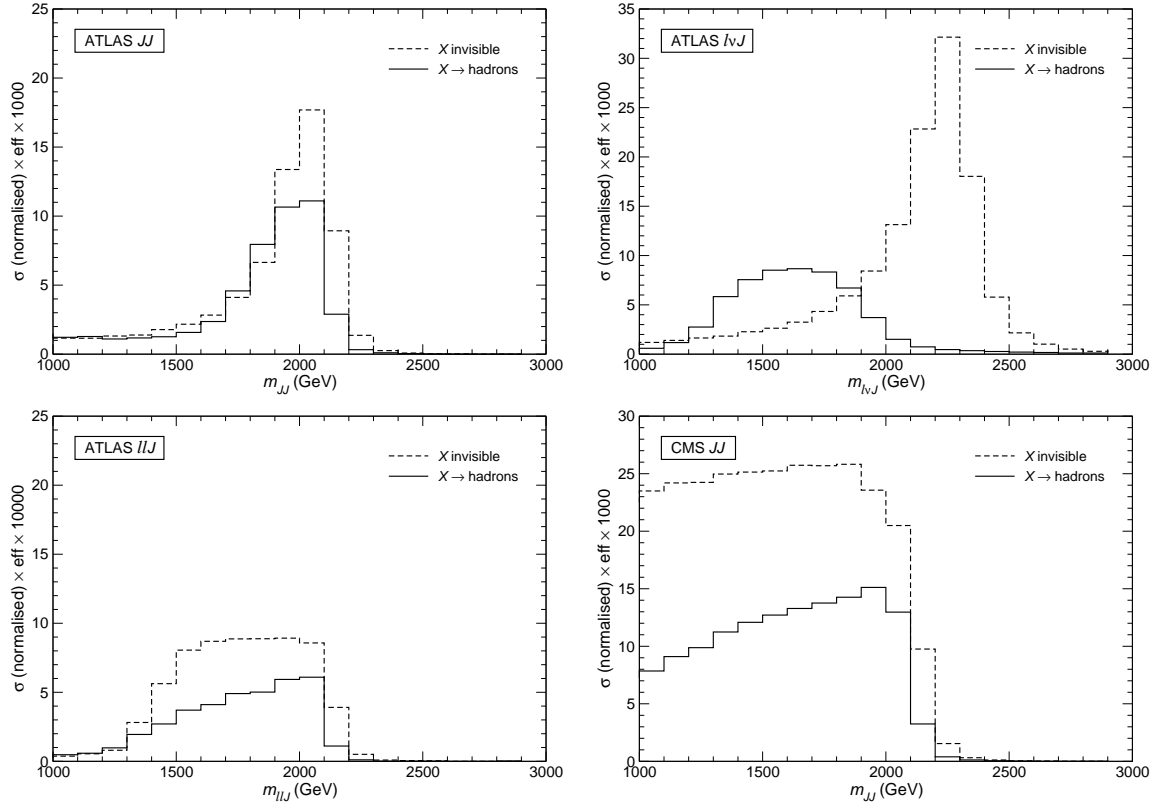 ATLAS JJ
X invisible
X → hadrons
25
20
15
10
5
0
σ (normalised) × eff × 1000
1000 1500 2000 2500 3000
m_JJ (GeV)
ATLAS lνJ
X invisible
X → hadrons
35
30
25
20
15
10
5
0
σ (normalised) × eff × 1000
1000 1500 2000 2500 3000
m_lνJ (GeV)
ATLAS llJ
X invisible
X → hadrons
25
20
15
10
5
0
σ (normalised) × eff × 10000
1000 1500 2000 2500 3000
m_llJ (GeV)
CMS JJ
X invisible
X → hadrons
30
25
20
15
10
5
0
σ (normalised) × eff × 1000
1000 1500 2000 2500 3000
m_JJ (GeV)